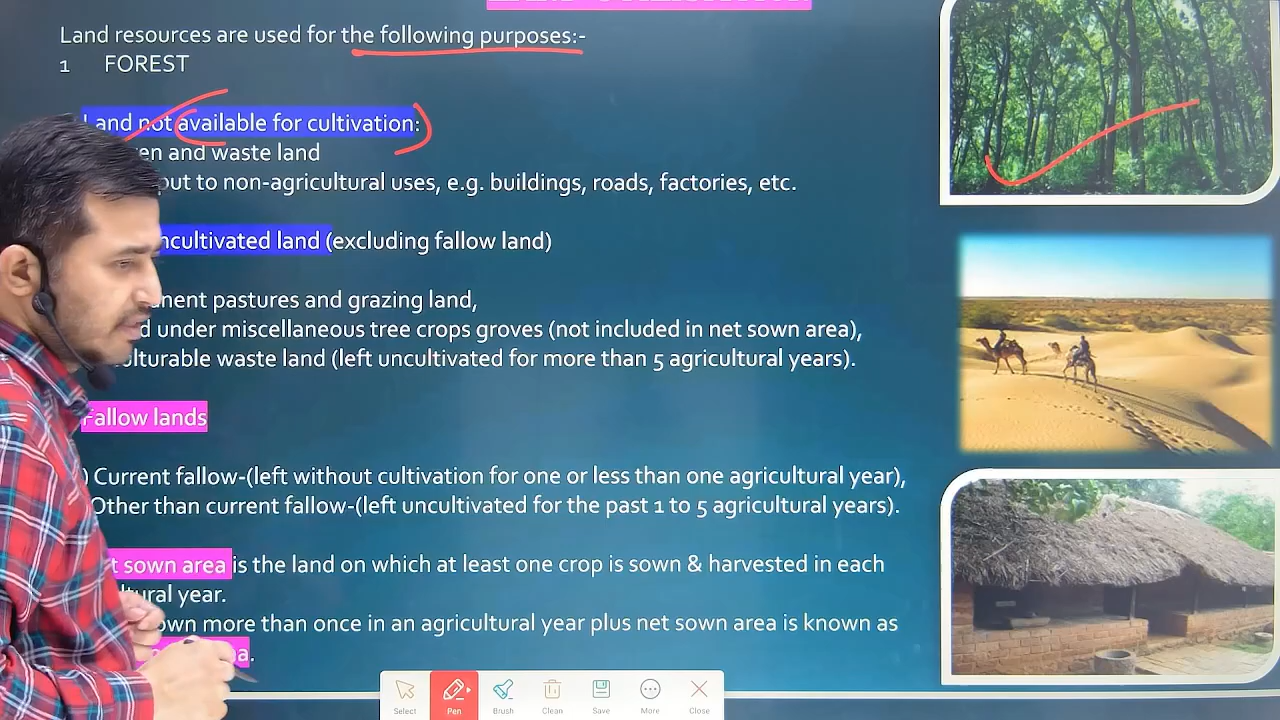 Land resources are used for the following purposes:-
1 FOREST
Land not available for cultivation:
and waste land
put to non-agricultural uses, e.g. buildings, roads, factories, etc.
uncultivated land (excluding fallow land)
pastures and grazing land,
under miscellaneous tree crops groves (not included in net sown area),
waste land (left uncultivated for more than 5 agricultural years).
Fallow lands
) Current fallow-(left without cultivation for one or less than one agricultural year),
Other than current fallow-(left uncultivated for the past 1 to 5 agricultural years).
sown area is the land on which at least one crop is sown & harvested in each
year.
more than once in an agricultural year plus net sown area is known as
Select
Pen
Brush
Clean
Save
More
Close